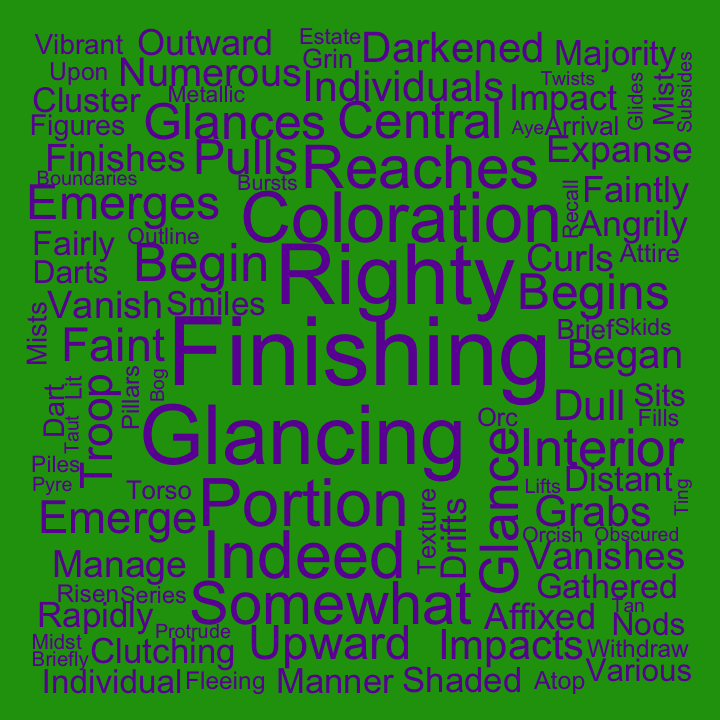 Vibrant
Outward
Estate
Grin
Darkened
Majority
Upon
Numerous
Metallic
Individuals
Twists
Glides
Mist
Subsides
Cluster
Figures
Glances
Central
Impact
Aye
Arrival
Finishes
Pulls
Reaches
Expanse
Boundaries
Bursts
Recall
Faintly
Emerges
Coloration
Angrily
Fairly
Outline
Begin
Righty
Curls
Attire
Darts
Begins
Mists
Vanish
Smiles
Finishing
Brief
Skids
Faint
Began
Dart
Lit
Taut
Troop
Pillars
Bog
Glancing
Orc
Dull
Sits
Fills
Glance
Interior
Piles
Pyre
Torso
Portion
Texture
Drifts
Lifts
Distant
Ting
Emerge
Grabs
Indeed
Orcish
Obscured
Manage
Vanishes
Risen
Series
Somewhat
Gathered
Rapidly
Affixed
Tan
Nods
Midst
Protrude
Briefly
Clutching
Upward
Impacts
Withdraw
Individual
Fleeing
Manner
Shaded
Atop
Various